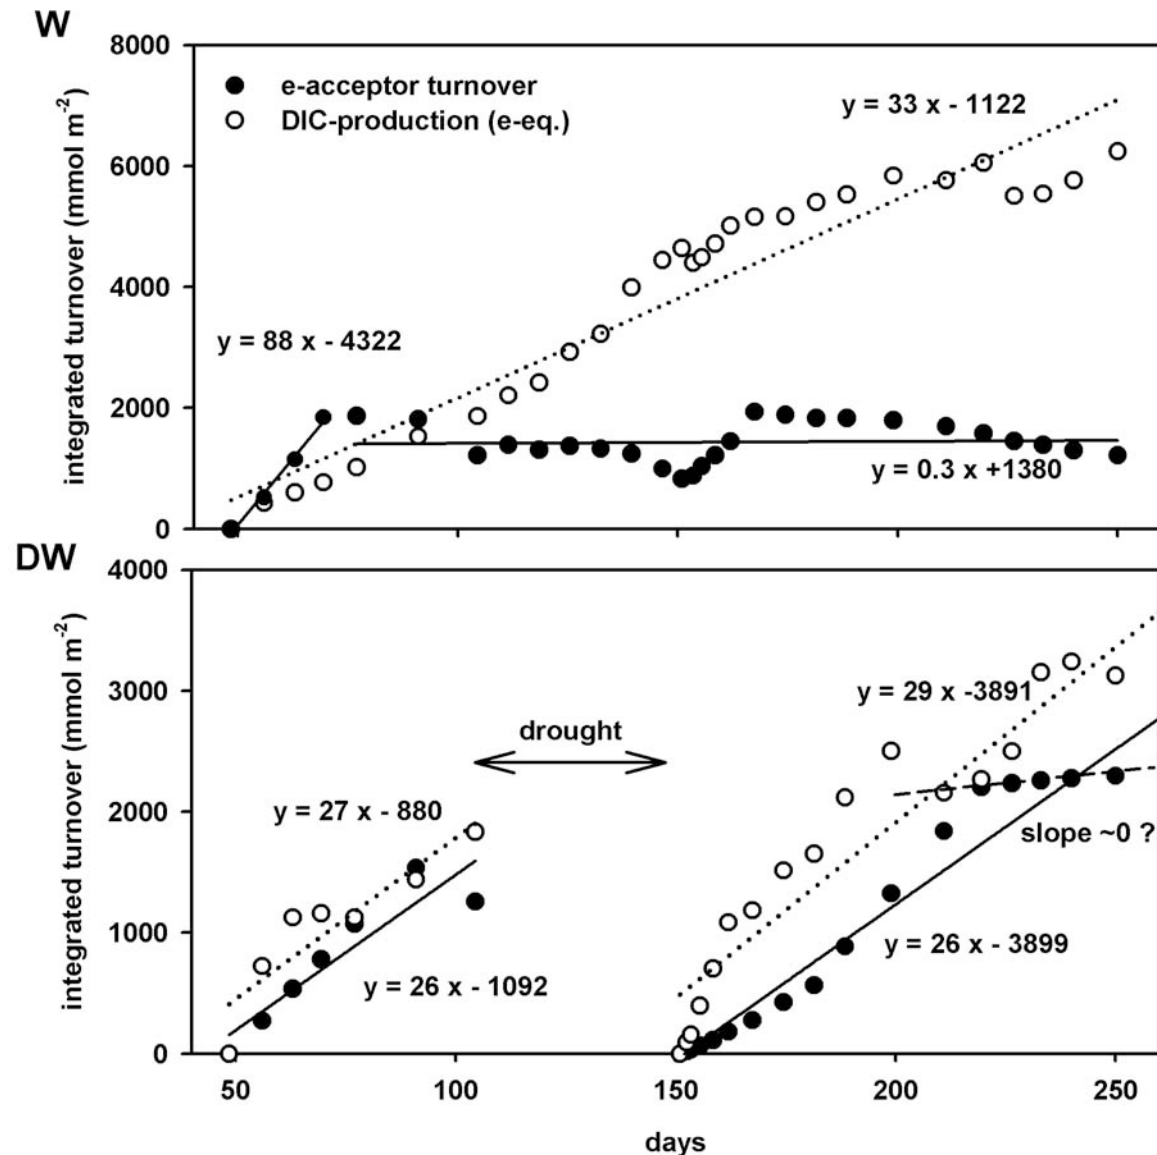 W
8000
e-acceptor turnover
DIC-production (e-eq.)
y = 33 x - 1122
6000
integrated turnover (mmol m-2)
4000
y = 88 x - 4322
2000
y = 0.3 x +1380
0
DW
4000
integrated turnover (mmol m-2)
3000
y = 29 x -3891
drought
2000
y = 27 x - 880
slope ~0 ?
1000
y = 26 x - 3899
y = 26 x - 1092
0
50 100 150 200 250
days